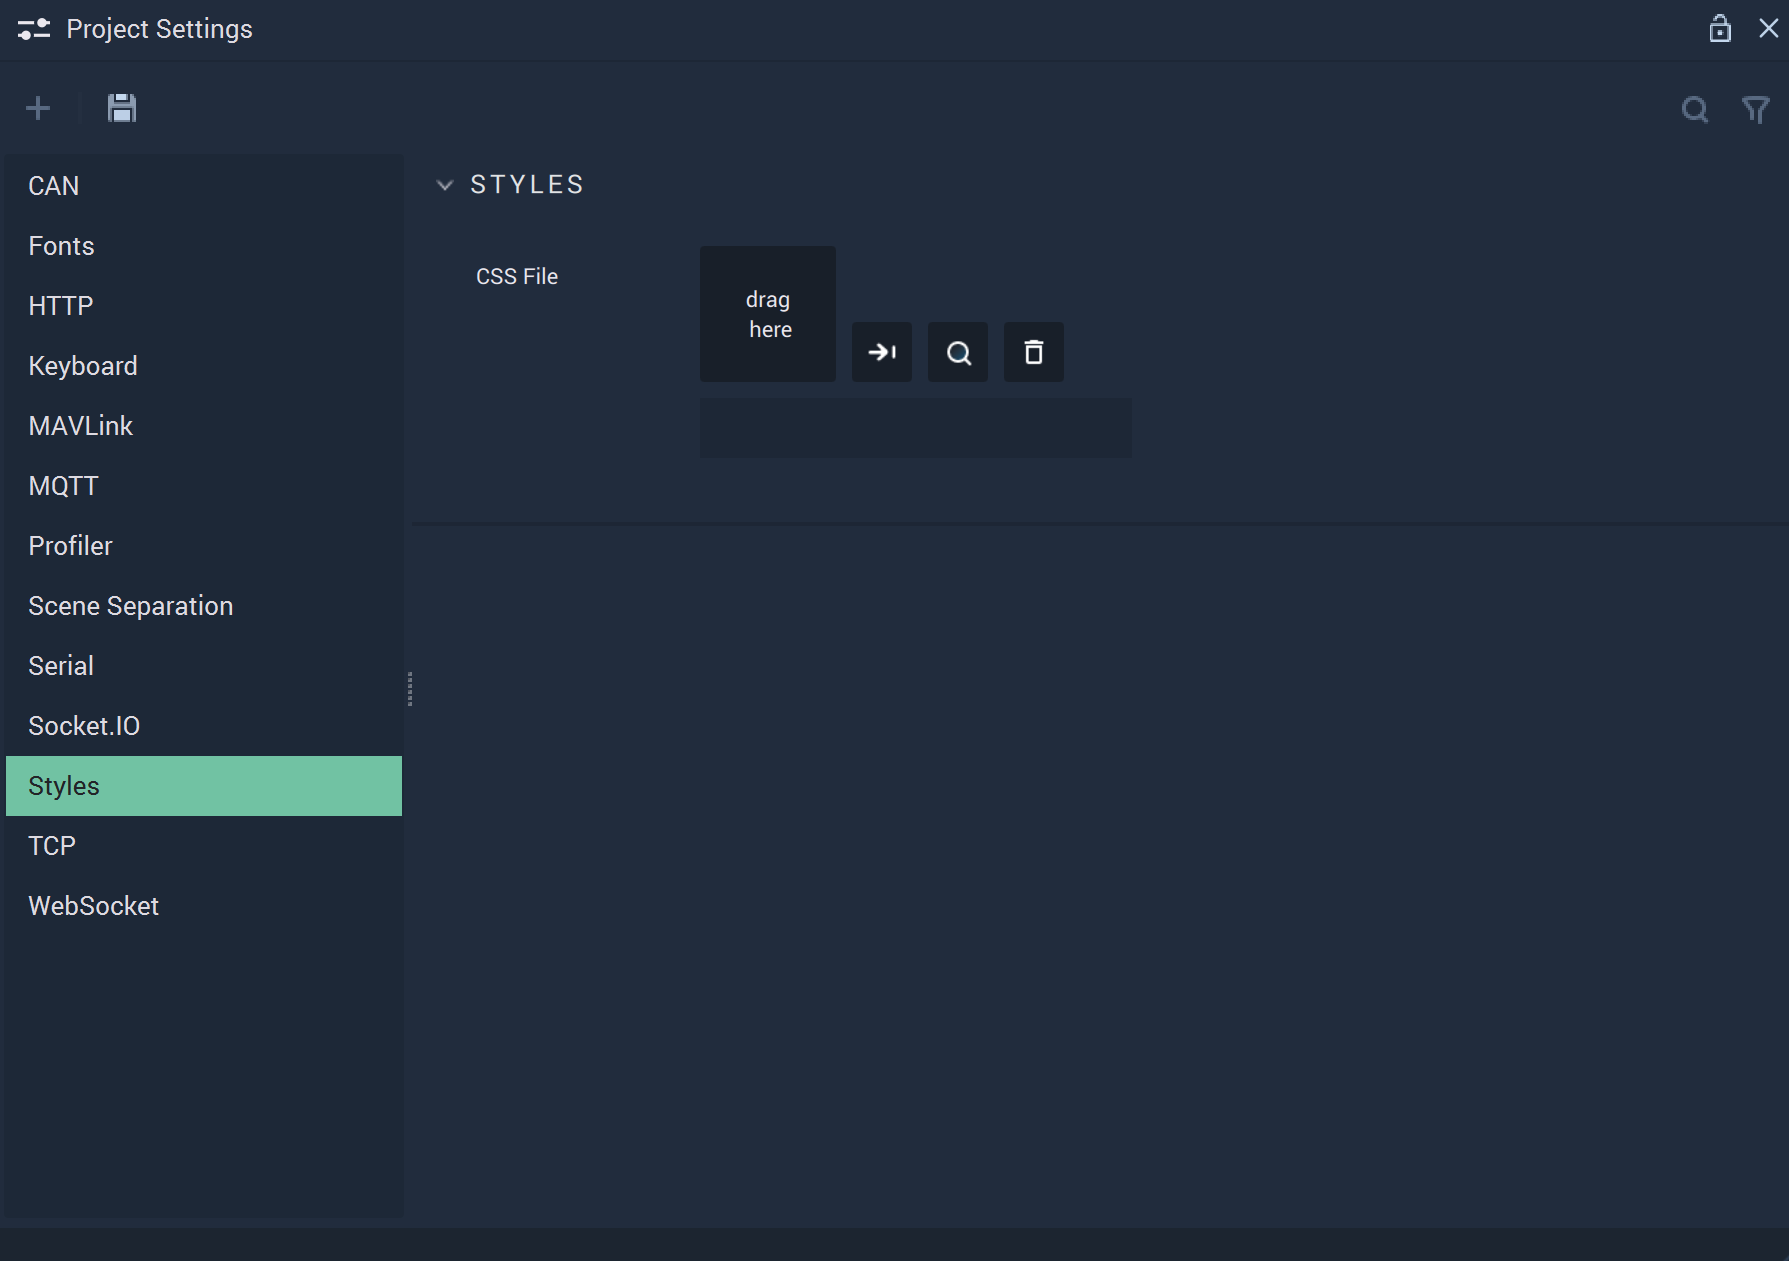 Project Settings
CAN
Fonts
HTTP
Keyboard
MAVLink
MQTT
Profiler
Scene Separation
Serial
Socket.IO
Styles
TCP
WebSocket
STYLES
CSS File
drag
here